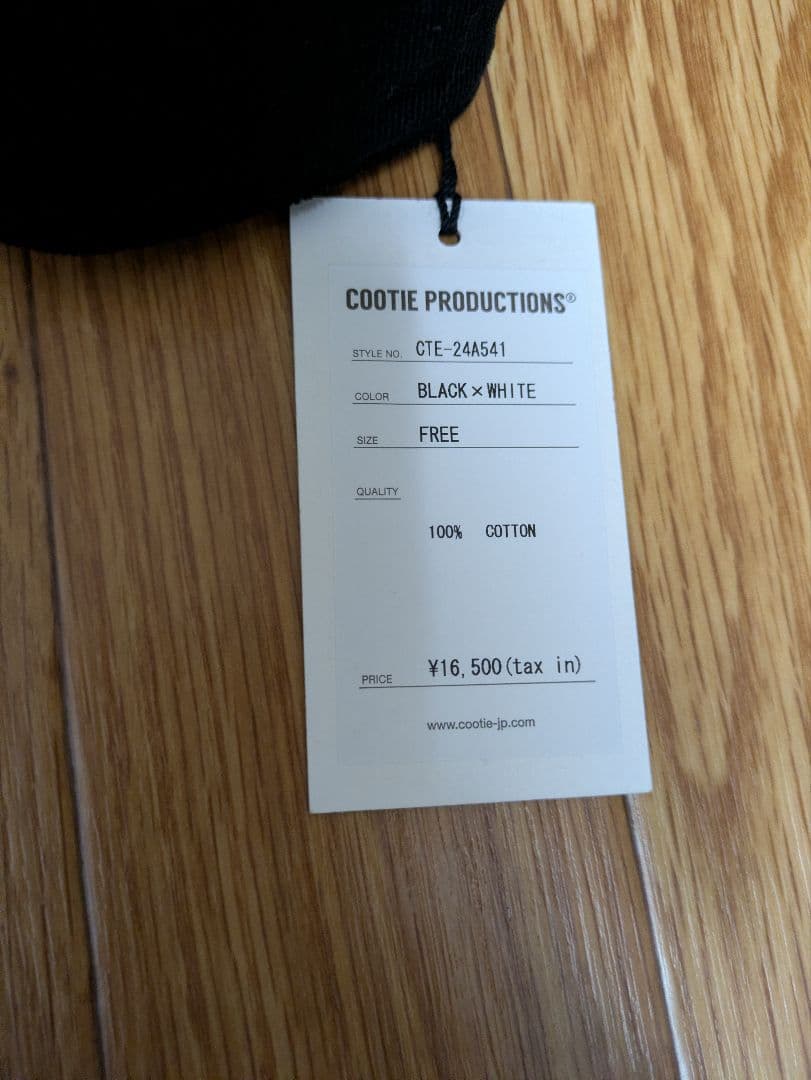 COOTIE PRODUCTIONS®
STYLE NO. CTE-24A541
COLOR BLACK×WHITE
SIZE FREE
QUALITY
100% COTTON
PRICE ¥16,500(tax in)
www.cootie-jp.com